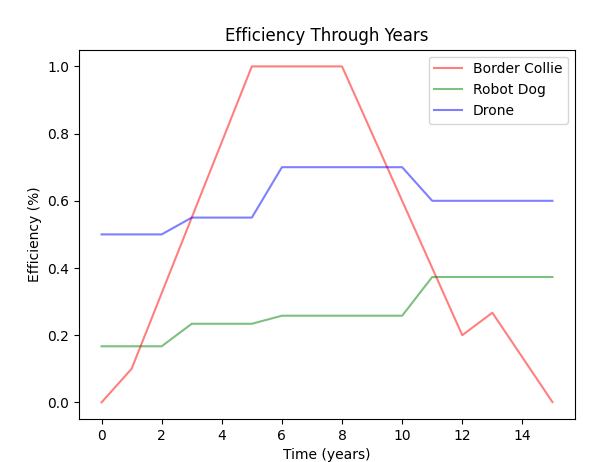 Efficiency Through Years
Border Collie
Robot Dog
Drone
Efficiency (%)
1.0
0.8
0.6
0.4
0.2
0.0
0 2 4 6 8 10 12 14
Time (years)